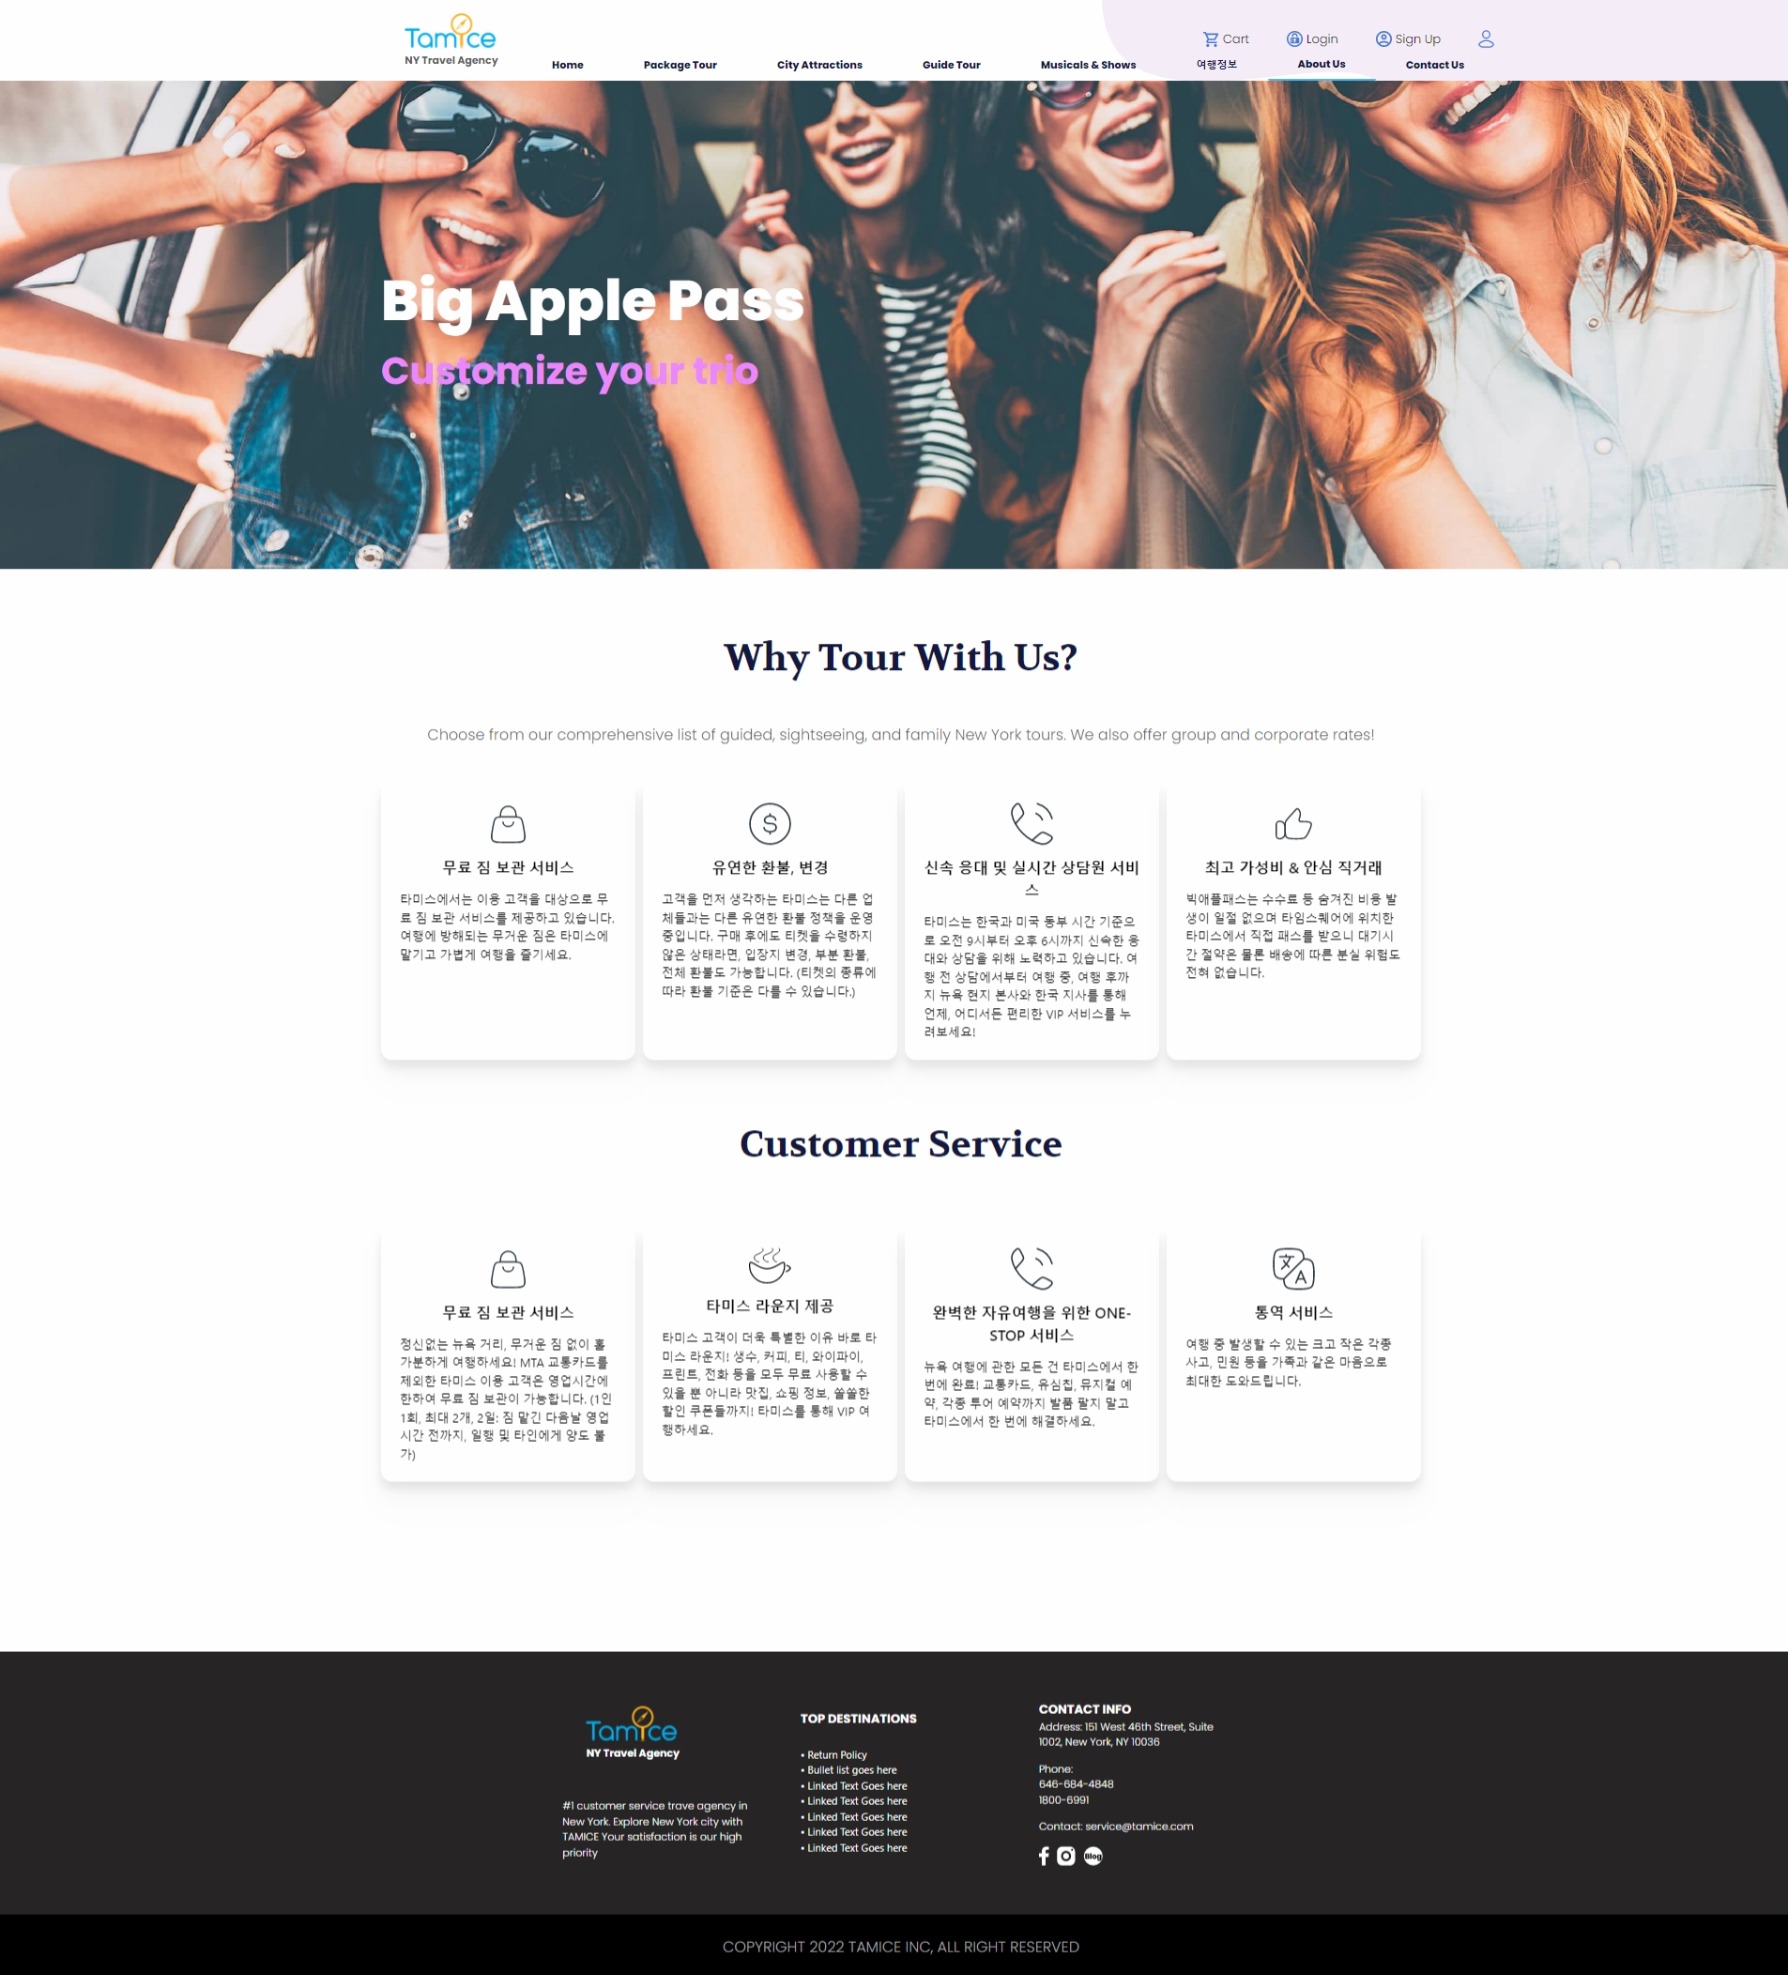 Tamice
NY Travel Agency
Cart
Login
Sign Up
Home
Package Tour
City Attractions
Guide Tour
Musicals & Shows
여행정보
About Us
Contact Us
Big Apple Pass
Customize your trio
Why Tour With Us?
Choose from our comprehensive list of guided, sightseeing, and family New York tours. We also offer group and corporate rates!
무료 짐 보관 서비스
타미스에서는 이용 고객을 대상으로 무
료 짐 보관 서비스를 제공하고 있습니다.
여행에 방해되는 무거운 짐은 타미스에
맡기고 가볍게 여행을 즐기세요.
유연한 환불, 변경
고객을 먼저 생각하는 타미스는 다른 업
체들과는 다른 유연한 환불 정책을 운영
중입니다. 구매 후에도 티켓을 수령하지
않은 상태라면, 입장지 변경, 부분 환불,
전체 환불도 가능합니다. (티켓의 종류에
따라 환불 기준은 다를 수 있습니다.)
신속 응대 및 실시간 상담원 서비
스
타미스는 한국과 미국 동부 시간 기준으
로 오전 9시부터 오후 6시까지 신속한 응
대와 상담을 위해 노력하고 있습니다. 여
행 전 상담에서부터 여행 중, 여행 후까
지 뉴욕 현지 본사와 한국 지사를 통해
언제, 어디서든 편리한 VIP 서비스를 누
려보세요!
최고 가성비 & 안심 직거래
빅애플패스는 수수료 등 숨겨진 비용 발
생이 일절 없으며 타임스퀘어에 위치한
타미스에서 직접 패스를 받으니 대기시
간 절약은 물론 배송에 따른 분실 위험도
전혀 없습니다.
Customer Service
무료 짐 보관 서비스
정신없는 뉴욕 거리, 무거운 짐 없이 홀
가분하게 여행하세요! MTA 교통카드를
제외한 타미스 이용 고객은 영업시간에
한하여 무료 짐 보관이 가능합니다. (1인
1회, 최대 2개, 2일: 짐 맡긴 다음날 영업
시간 전까지, 일행 및 타인에게 양도 불
가)
타미스 라운지 제공
타미스 고객이 더욱 특별한 이유 바로 타
미스 라운지! 생수, 커피, 티, 와이파이,
프린트, 전화 등을 모두 무료 사용할 수
있을 뿐 아니라 맛집, 쇼핑 정보, 쏠쏠한
할인 쿠폰들까지! 타미스를 통해 VIP 여
행하세요.
완벽한 자유여행을 위한 ONE-
STOP 서비스
뉴욕 여행에 관한 모든 건 타미스에서 한
번에 완료! 교통카드, 유심칩, 뮤지컬 예
약, 각종 투어 예약까지 발품 팔지 말고
타미스에서 한 번에 해결하세요.
통역 서비스
여행 중 발생할 수 있는 크고 작은 각종
사고, 민원 등을 가족과 같은 마음으로
최대한 도와드립니다.
Tamice
NY Travel Agency
#1 customer service trave agency in
New York. Explore New York city with
TAMICE Your satisfaction is our high
priority
TOP DESTINATIONS
• Return Policy
• Bullet list goes here
• Linked Text Goes here
• Linked Text Goes here
• Linked Text Goes here
• Linked Text Goes here
• Linked Text Goes here
CONTACT INFO
Address: 151 West 46th Street, Suite
1002, New York, NY 10036
Phone:
646-684-4848
1800-6991
Contact: service@tamice.com
Blog
COPYRIGHT 2022 TAMICE INC, ALL RIGHT RESERVED